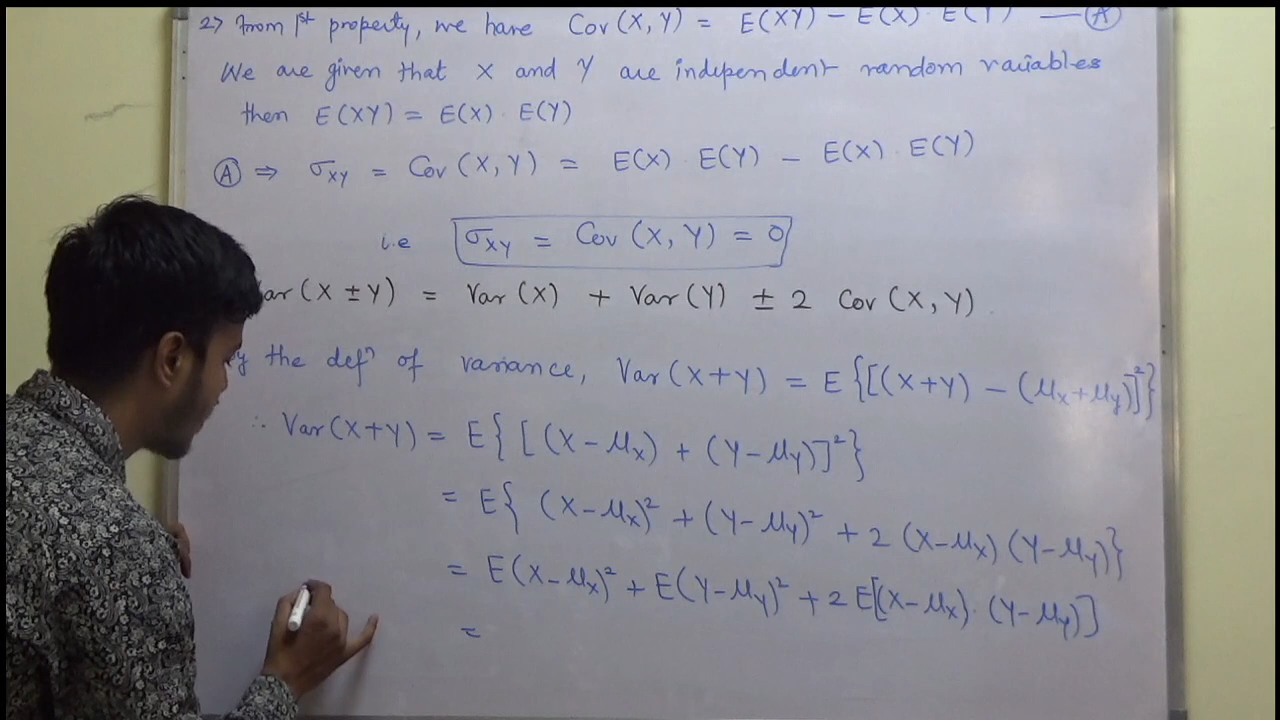 2> From 1st property, we have Cov (X, Y) = E(XY) – E(X) · E(Y) — Ⓐ
We are given that X and Y are independent random variables
then E(XY) = E(X) · E(Y)
Ⓐ ⇒ σxy = Cov (X, Y) = E(X) · E(Y) – E(X) · E(Y)
i.e σxy = Cov (X, Y) = 0
ar (X ± Y) = Var (X) + Var (Y) ± 2 Cov (X, Y)
y the defⁿ of variance, Var (X+Y) = E{[(X+Y) – (μx+μy)]²}
∴ Var (X+Y) = E{ [ (X – μx) + (Y – μy)]²}
= E{ (X – μx)² + (Y – μy)² + 2 (X – μx) (Y – μy)}
= E(X – μx)² + E(Y – μy)² + 2 E[(X – μx) · (Y – μy)]
=